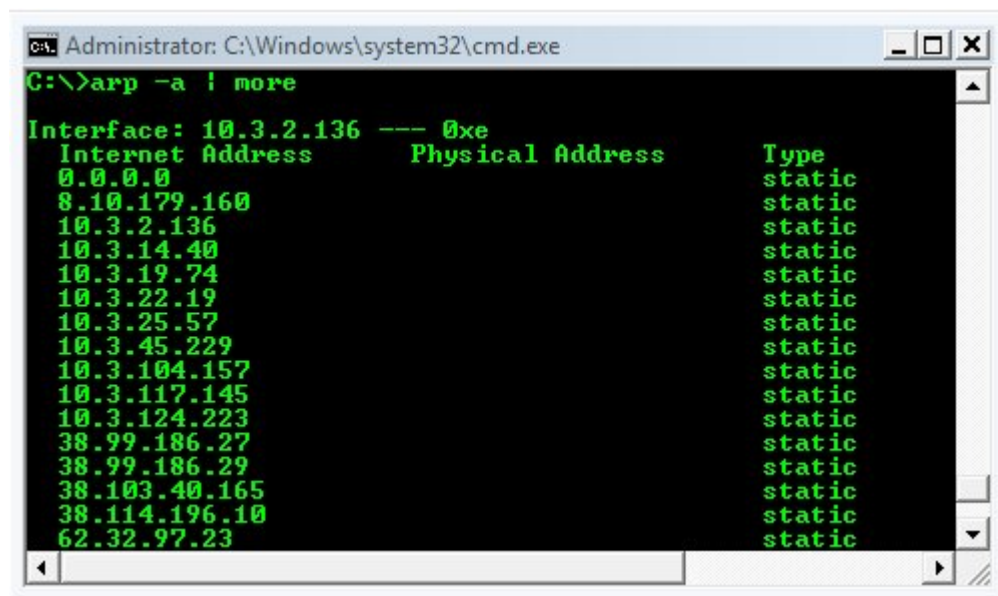 Administrator: C:\Windows\system32\cmd.exe
C:\>arp -a | more
Interface: 10.3.2.136 --- 0xe
Internet Address Physical Address Type
0.0.0.0 static
8.10.179.160 static
10.3.2.136 static
10.3.14.40 static
10.3.19.74 static
10.3.22.19 static
10.3.25.57 static
10.3.45.229 static
10.3.104.157 static
10.3.117.145 static
10.3.124.223 static
38.99.186.27 static
38.99.186.29 static
38.103.40.165 static
38.114.196.10 static
62.32.97.23 static